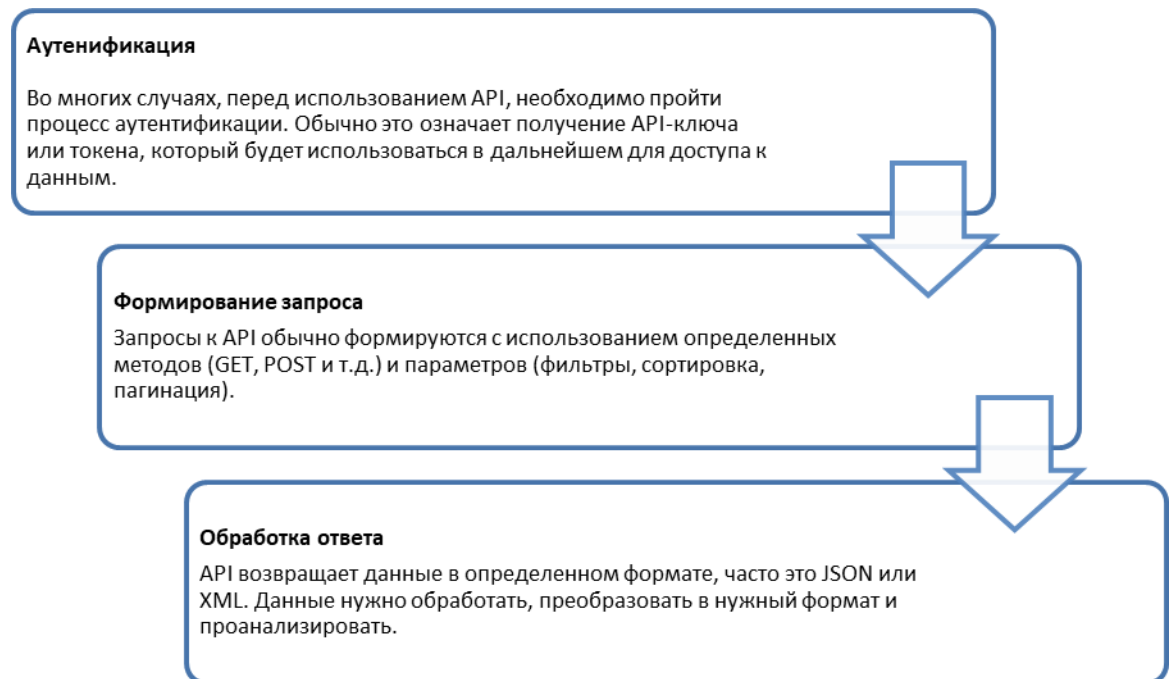 Аутенификация
Во многих случаях, перед использованием API, необходимо пройти
процесс аутентификации. Обычно это означает получение API-ключа
или токена, который будет использоваться в дальнейшем для доступа к
данным.
Формирование запроса
Запросы к API обычно формируются с использованием определенных
методов (GET, POST и т.д.) и параметров (фильтры, сортировка,
пагинация).
Обработка ответа
API возвращает данные в определенном формате, часто это JSON или
XML. Данные нужно обработать, преобразовать в нужный формат и
проанализировать.